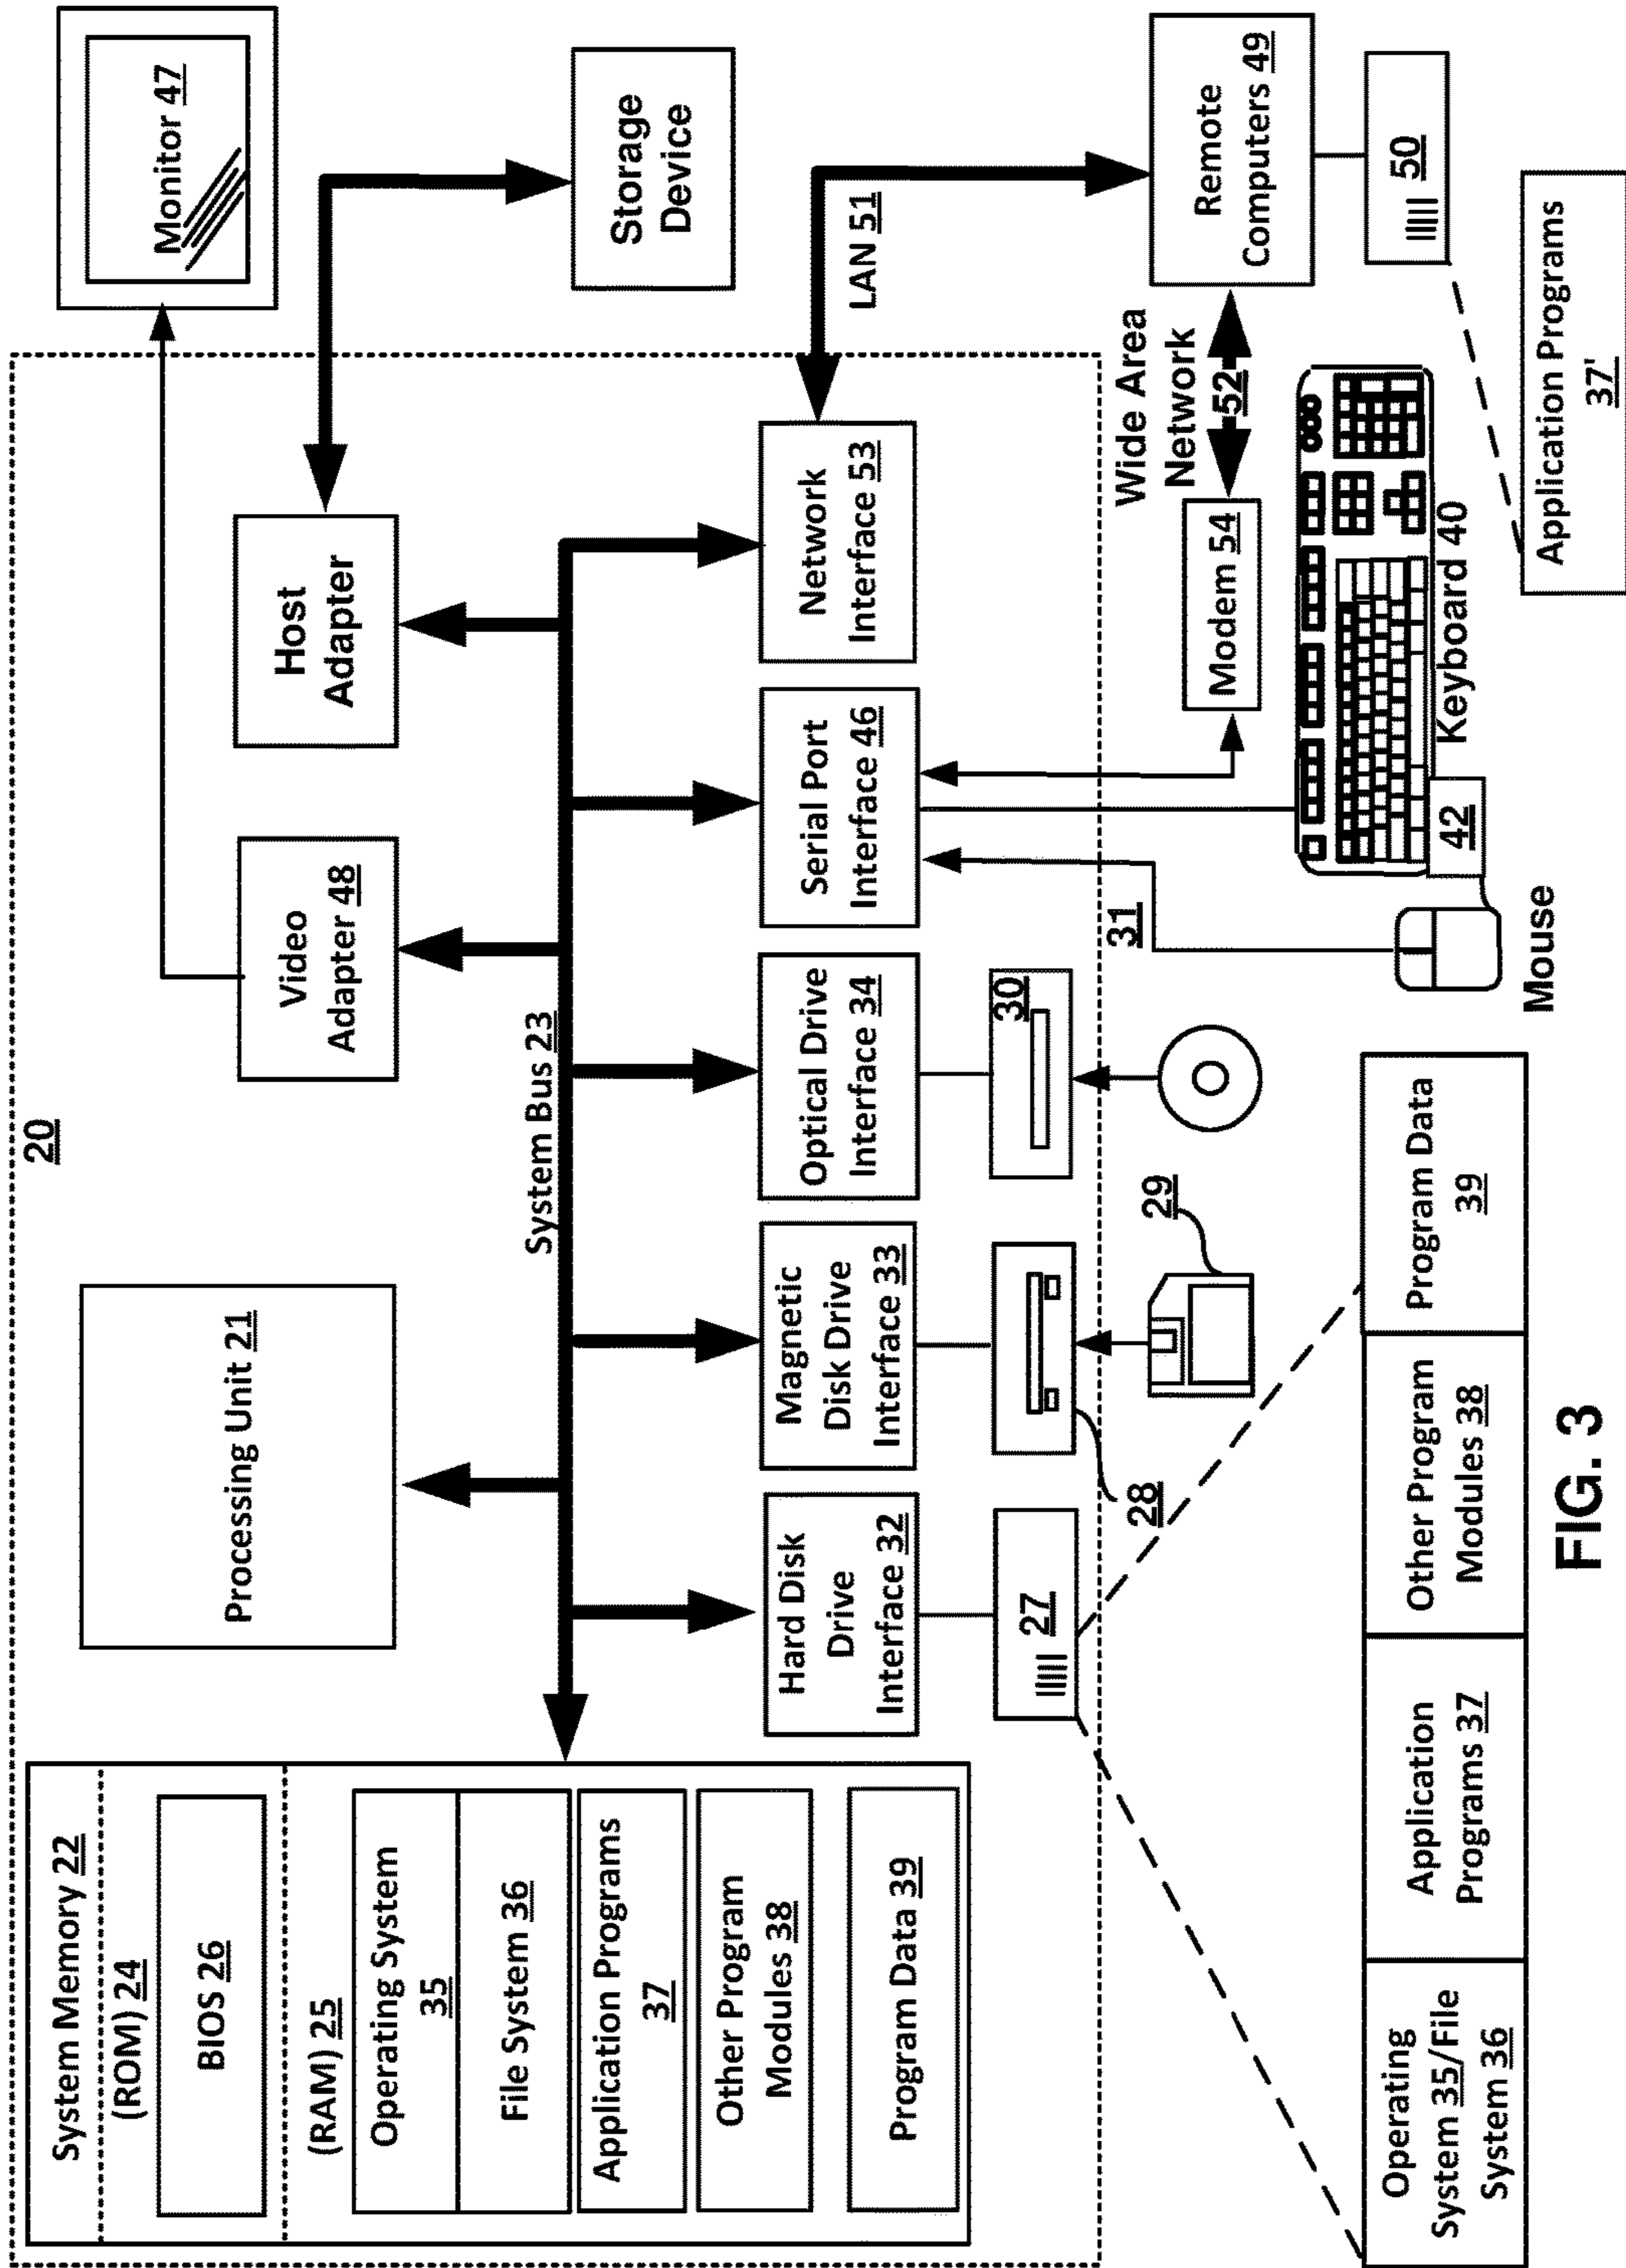 20
System Memory 22
(ROM) 24
BIOS 26
(RAM) 25
Operating System
35
File System 36
Application Programs
37
Other Program
Modules 38
Program Data 39
Processing Unit 21
Video
Adapter 48
Host
Adapter
Monitor 47
Storage
Device
System Bus 23
Hard Disk
Drive
Interface 32
Magnetic
Disk Drive
Interface 33
Optical Drive
Interface 34
Serial Port
Interface 46
Network
Interface 53
LAN 51
27
28
29
30
31
Wide Area
Network
52
Modem 54
Remote
Computers 49
50
Keyboard 40
42
Mouse
Application Programs
37'
Operating
System 35/File
System 36
Application
Programs 37
Other Program
Modules 38
Program Data
39
FIG. 3